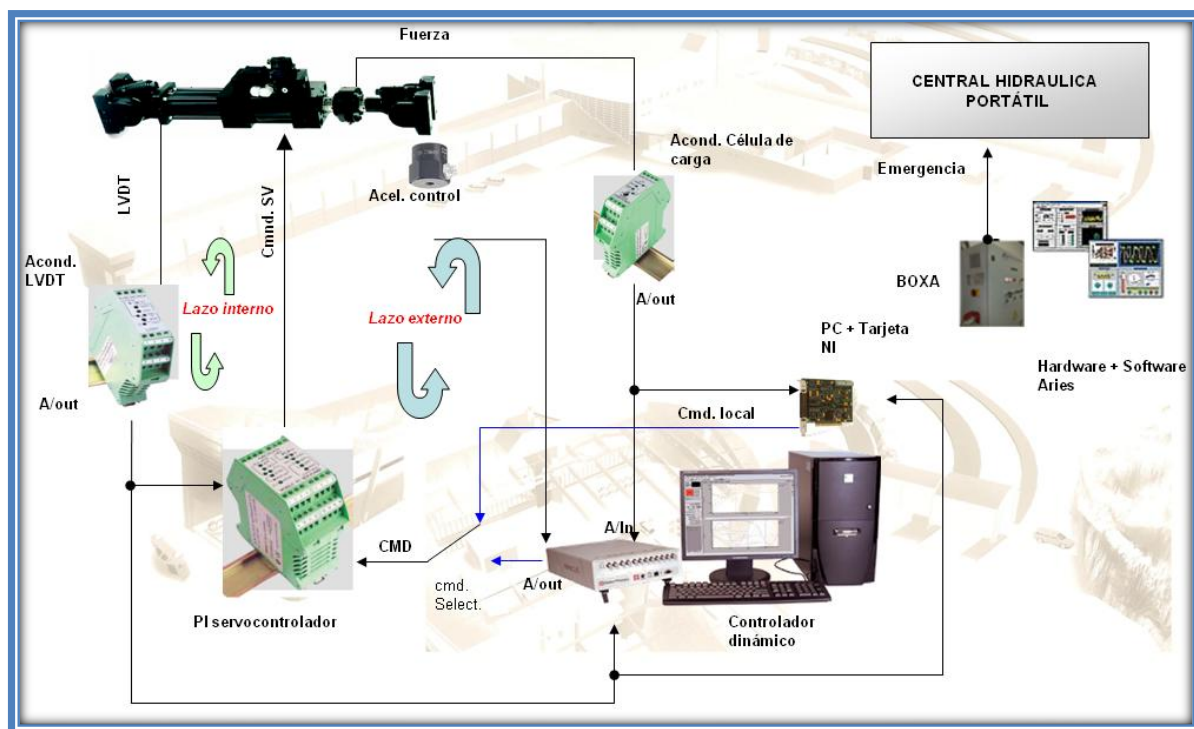 Fuerza
CENTRAL HIDRAULICA
PORTÁTIL
Acond. Célula de
carga
Emergencia
LVDT
Cmnd. SV
Acel. control
Acond.
LVDT
Lazo interno
Lazo externo
A/out
BOXA
PC + Tarjeta
NI
Hardware + Software
Aries
A/out
Cmd. local
A/In
CMD
cmd.
Select.
A/out
PI servocontrolador
Controlador
dinámico